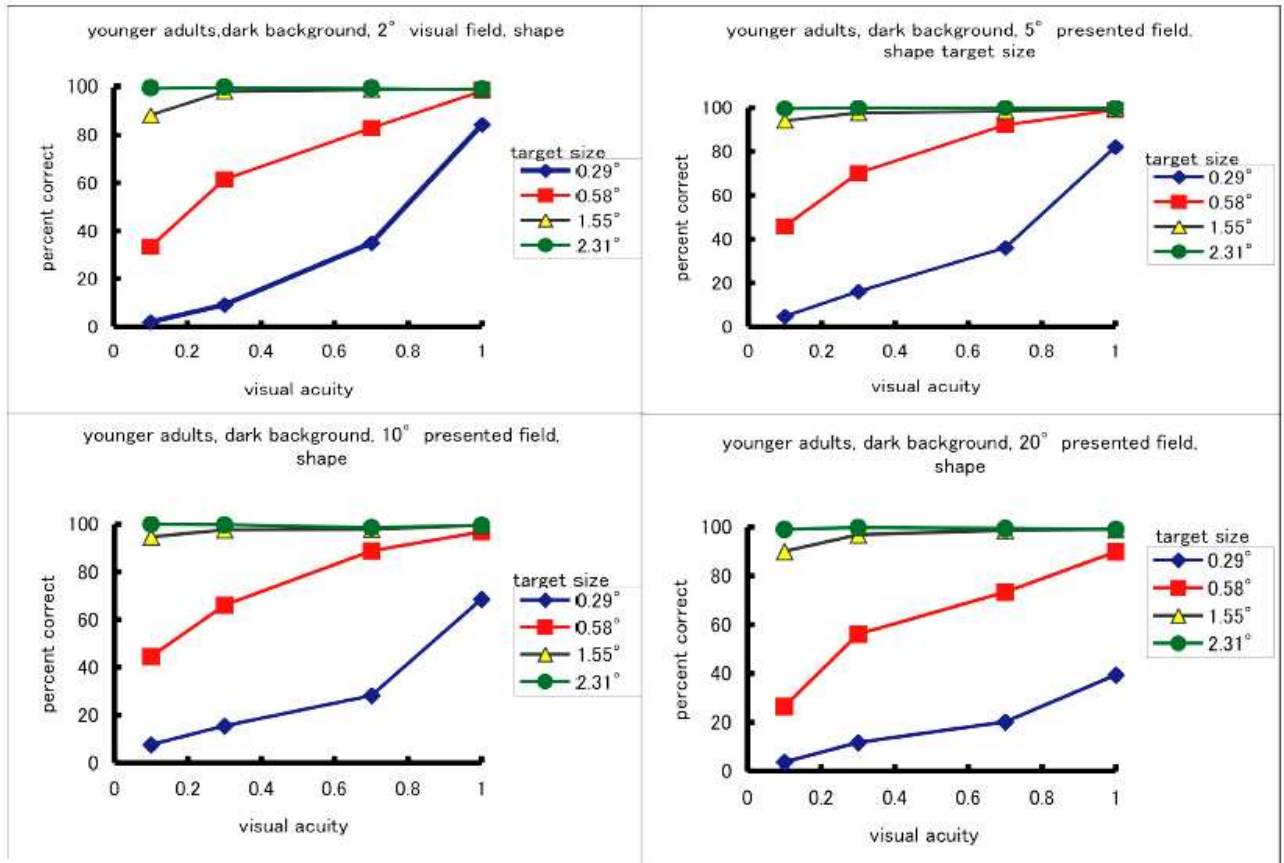 younger adults,dark background, 2° visual field, shape
100
80
60
40
20
0
percent correct
0 0.2 0.4 0.6 0.8 1
visual acuity
target size
0.29°
0.58°
1.55°
2.31°
younger adults, dark background, 5° presented field,
shape target size
100
80
60
40
20
0
percent correct
0 0.2 0.4 0.6 0.8 1
visual acuity
target size
0.29°
0.58°
1.55°
2.31°
younger adults, dark background, 10° presented field,
shape
100
80
60
40
20
0
percent correct
0 0.2 0.4 0.6 0.8 1
visual acuity
target size
0.29°
0.58°
1.55°
2.31°
younger adults, dark background, 20° presented field,
shape
100
80
60
40
20
0
percent correct
0 0.2 0.4 0.6 0.8 1
visual acuity
target size
0.29°
0.58°
1.55°
2.31°